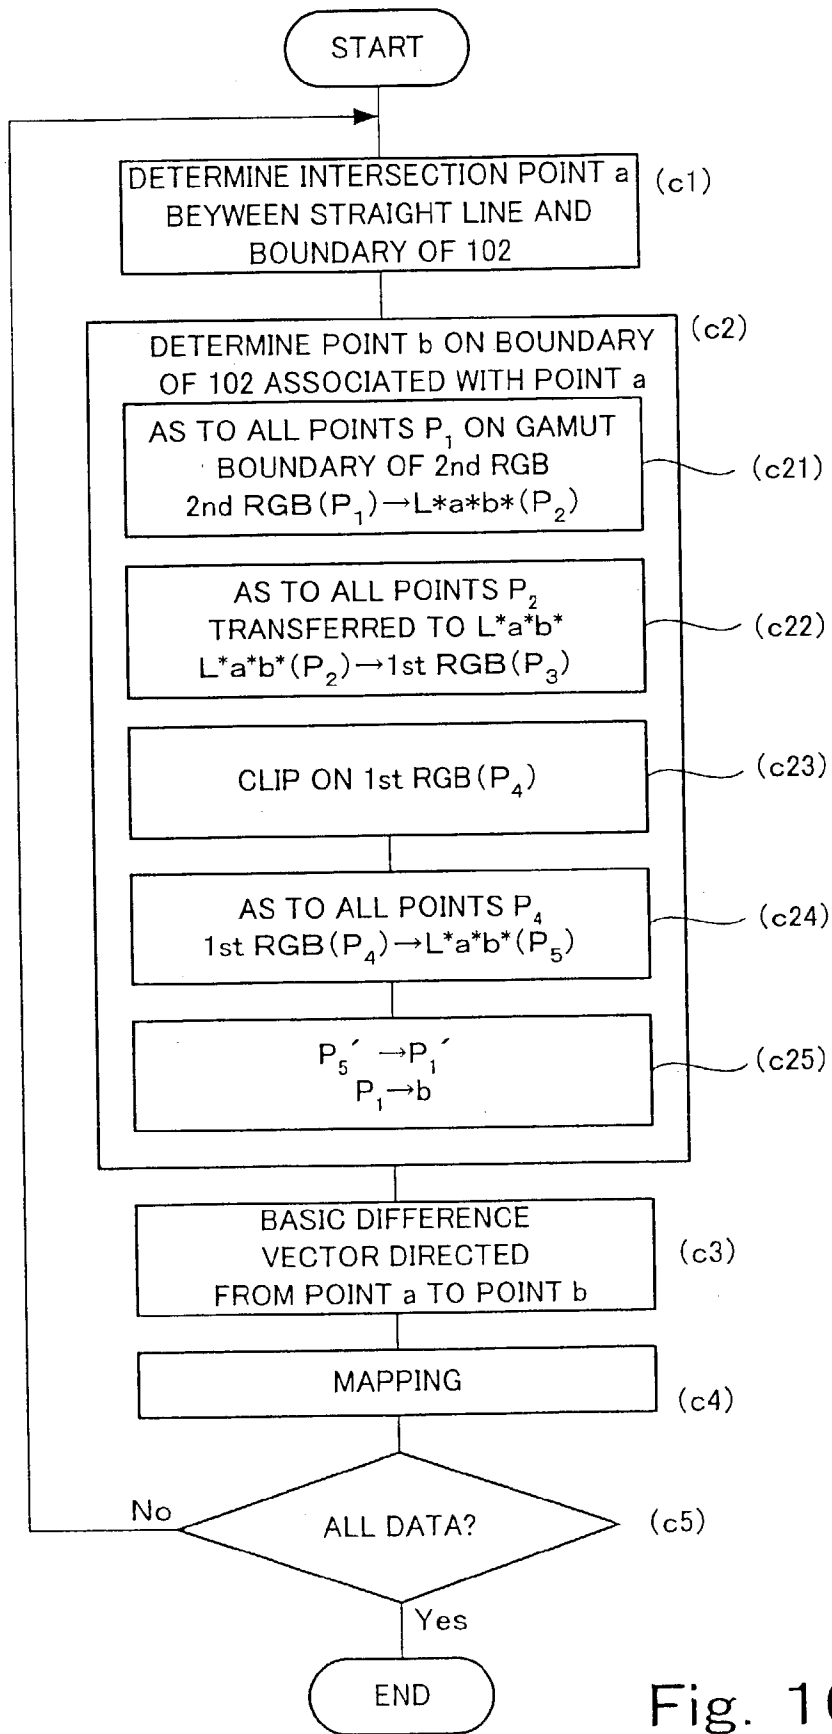 START
DETERMINE INTERSECTION POINT a
BEYWEEN STRAIGHT LINE AND
BOUNDARY OF 102
(c1)
DETERMINE POINT b ON BOUNDARY
OF 102 ASSOCIATED WITH POINT a
(c2)
AS TO ALL POINTS P₁ ON GAMUT
BOUNDARY OF 2nd RGB
2nd RGB(P₁)→L*a*b*(P₂)
(c21)
AS TO ALL POINTS P₂
TRANSFERRED TO L*a*b*
L*a*b*(P₂)→1st RGB(P₃)
(c22)
CLIP ON 1st RGB(P₄)
(c23)
AS TO ALL POINTS P₄
1st RGB(P₄)→L*a*b*(P₅)
(c24)
P₅´ →P₁´
P₁→b
(c25)
BASIC DIFFERENCE
VECTOR DIRECTED
FROM POINT a TO POINT b
(c3)
MAPPING
(c4)
No
ALL DATA?
(c5)
Yes
END
Fig.